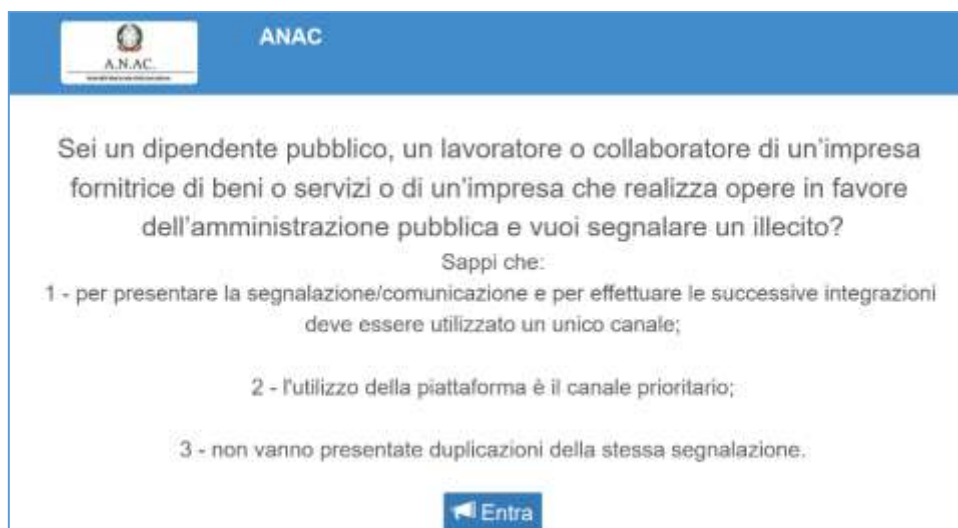 A.N.AC.
ANAC
Sei un dipendente pubblico, un lavoratore o collaboratore di un'impresa
fornitrice di beni o servizi o di un'impresa che realizza opere in favore
dell'amministrazione pubblica e vuoi segnalare un illecito?
Sappi che:
1 - per presentare la segnalazione/comunicazione e per effettuare le successive integrazioni
deve essere utilizzato un unico canale;
2 - l'utilizzo della piattaforma è il canale prioritario;
3 - non vanno presentate duplicazioni della stessa segnalazione.
Entra